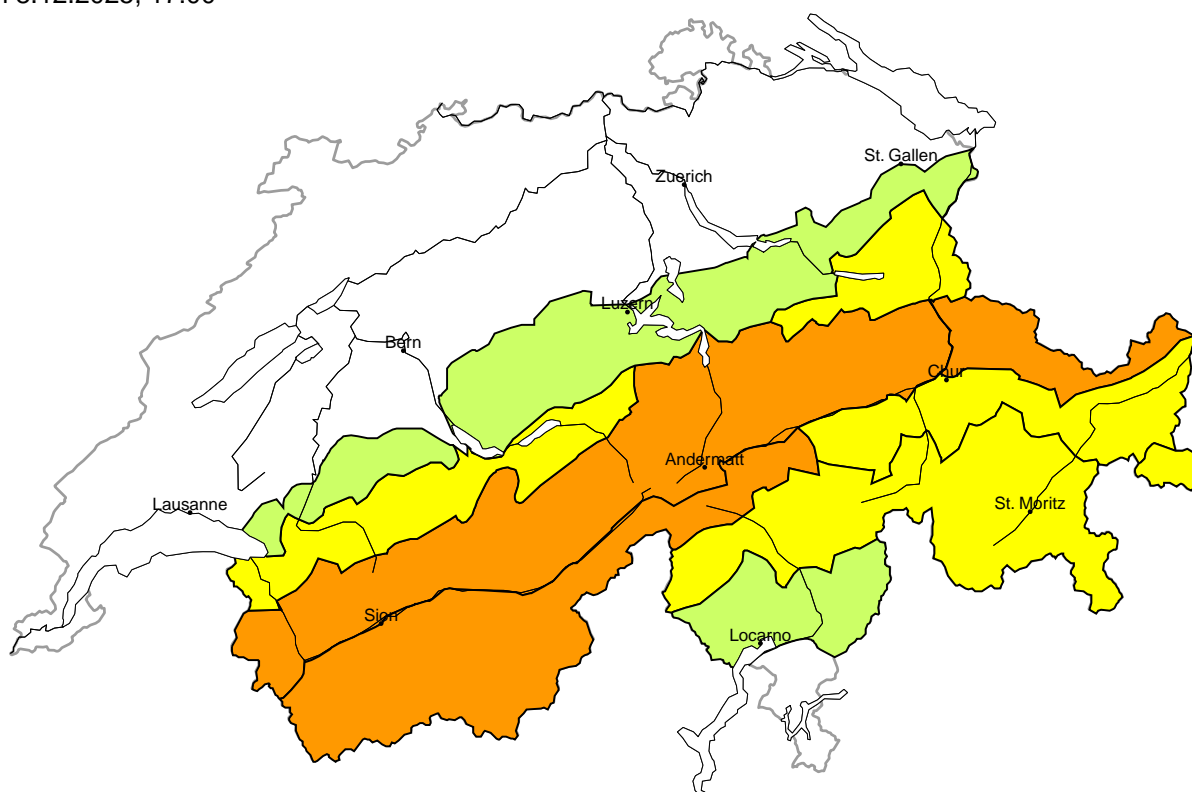 St. Gallen
Zuerich
Luzern
Bern
Chur
Andermatt
Lausanne
St. Moritz
Sion
Locarno